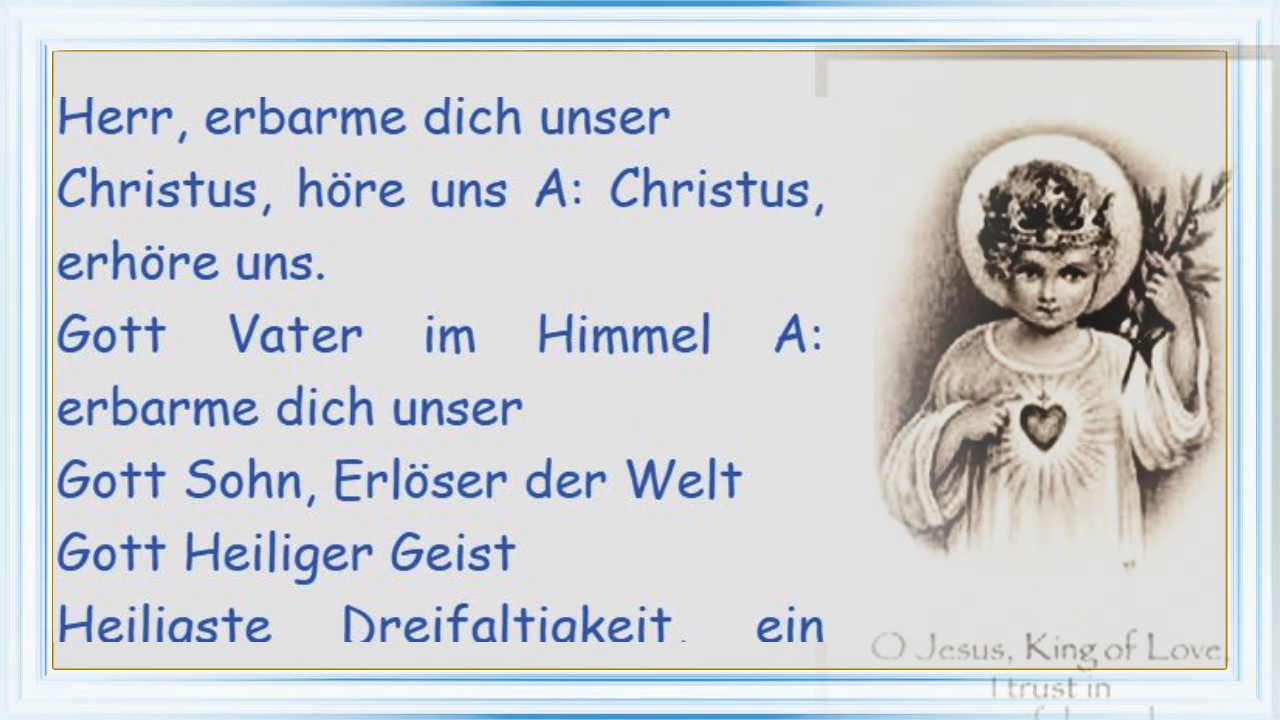 Herr, erbarme dich unser
Christus, höre uns A: Christus,
erhöre uns.
Gott Vater im Himmel A:
erbarme dich unser
Gott Sohn, Erlöser der Welt
Gott Heiliger Geist
Heiligste Dreifaltigkeit, ein
O Jesus, King of Love,
I trust in